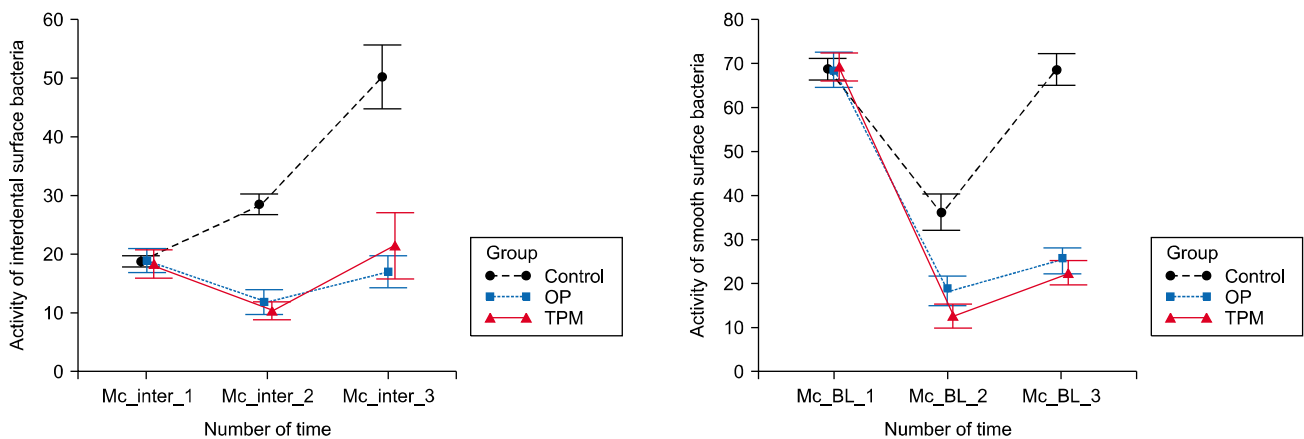 Activity of interdental surface bacteria
60
50
40
30
20
10
0
Mc_inter_1
Mc_inter_2
Mc_inter_3
Number of time
Group
Control
OP
TPM
Activity of smooth surface bacteria
80
70
60
50
40
30
20
10
0
Mc_BL_1
Mc_BL_2
Mc_BL_3
Number of time
Group
Control
OP
TPM